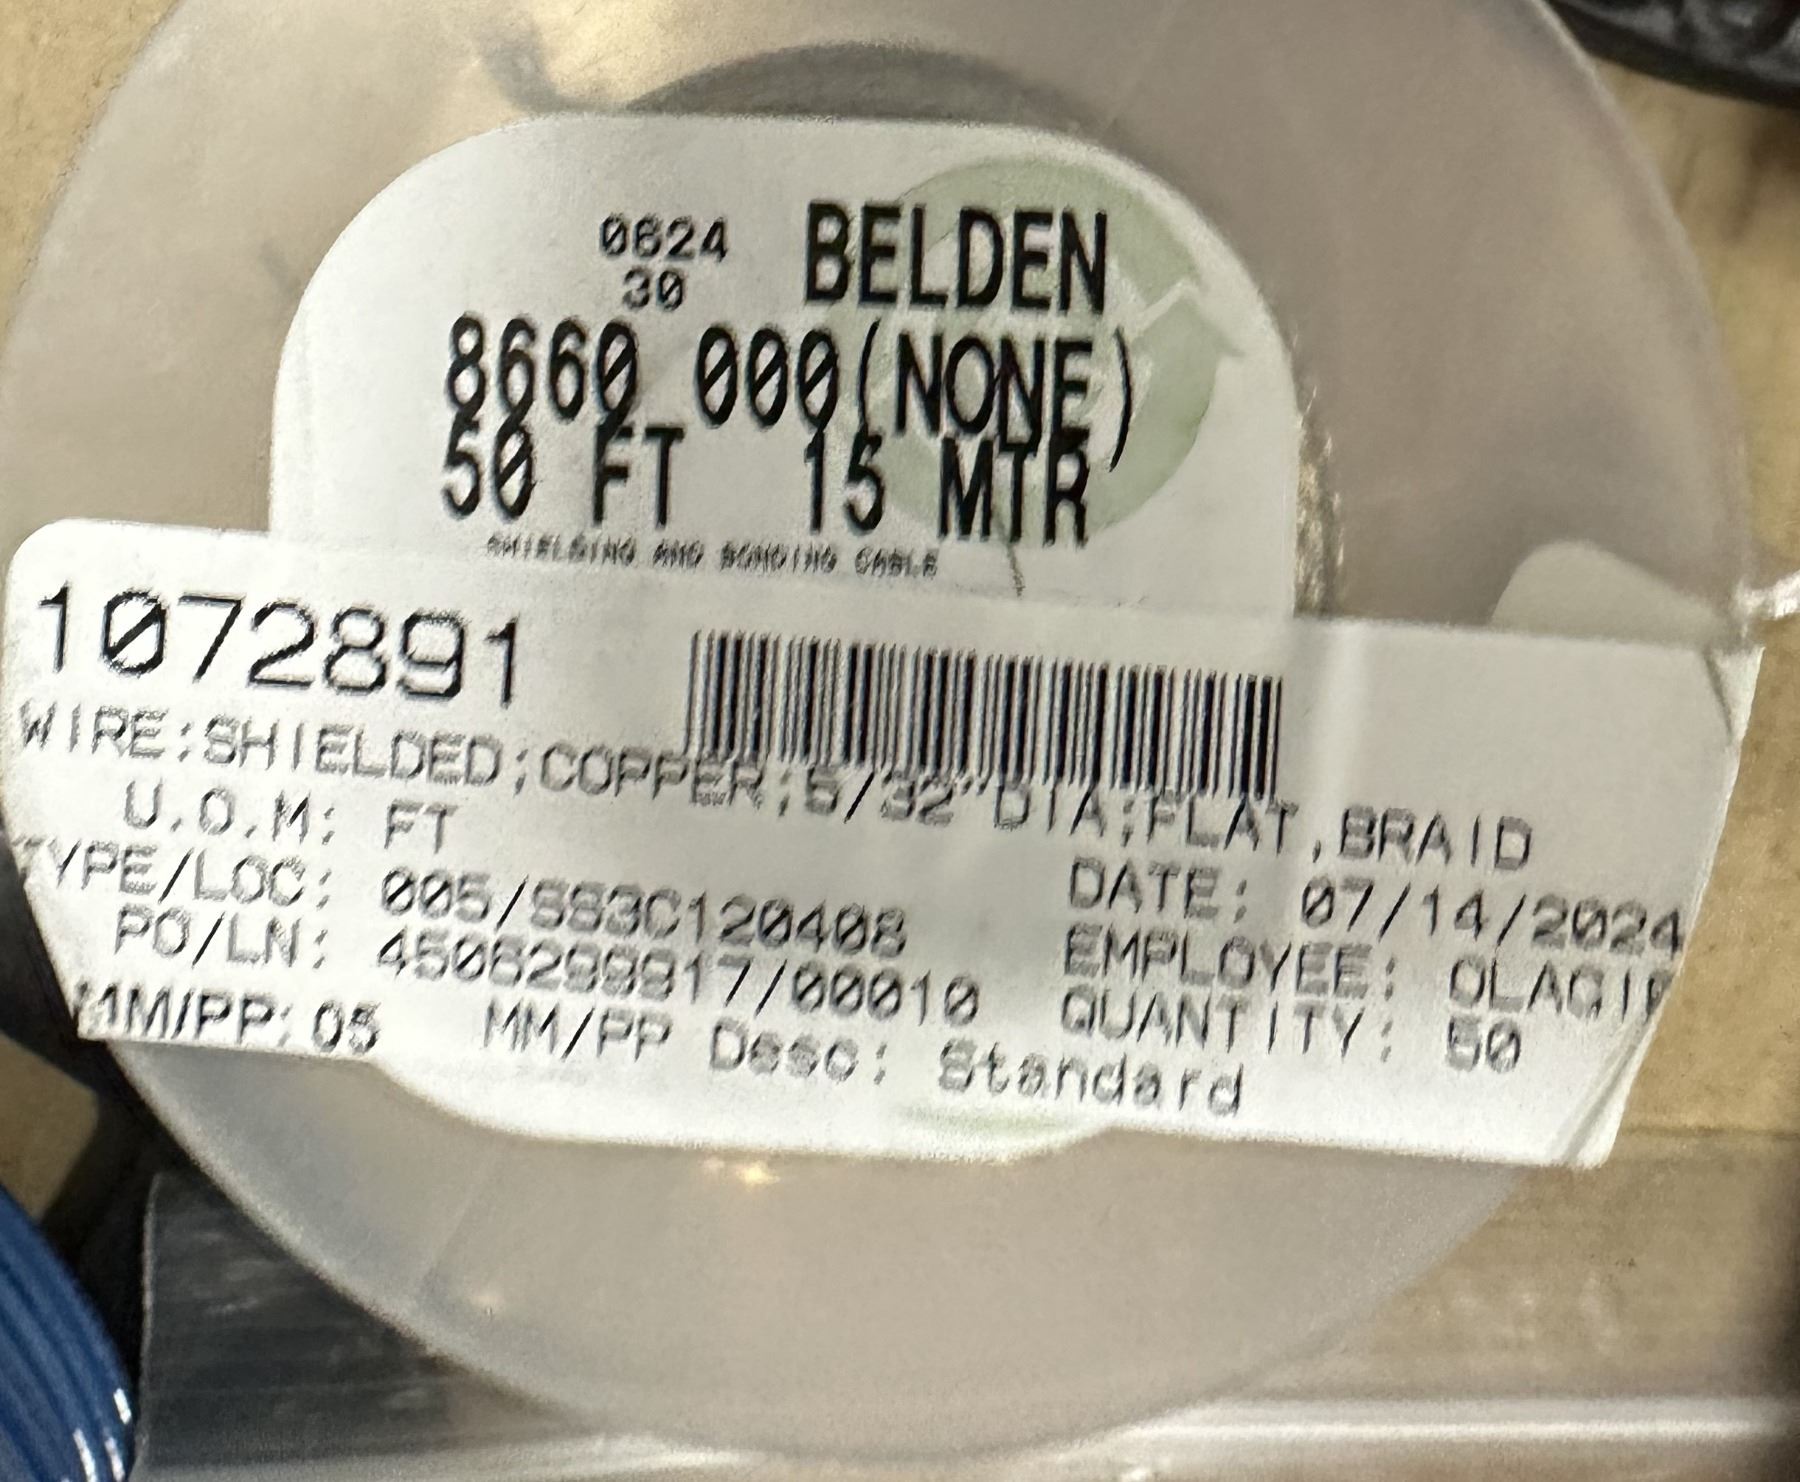 0624 BELDEN
30
8660 000(NONE)
50 FT 15 MTR
SHIELDING AND BONDING CABLE
1072891
WIRE:SHIELDED;COPPER;5/32"DIA;FLAT,BRAID
U.O.M: FT
TYPE/LOC: 005/SS3C120408 DATE: 07/14/2024
PO/LN: 4506299917/00010 EMPLOYEE:
MM/PP: 05 MM/PP Desc: Standard QUANTITY: 50